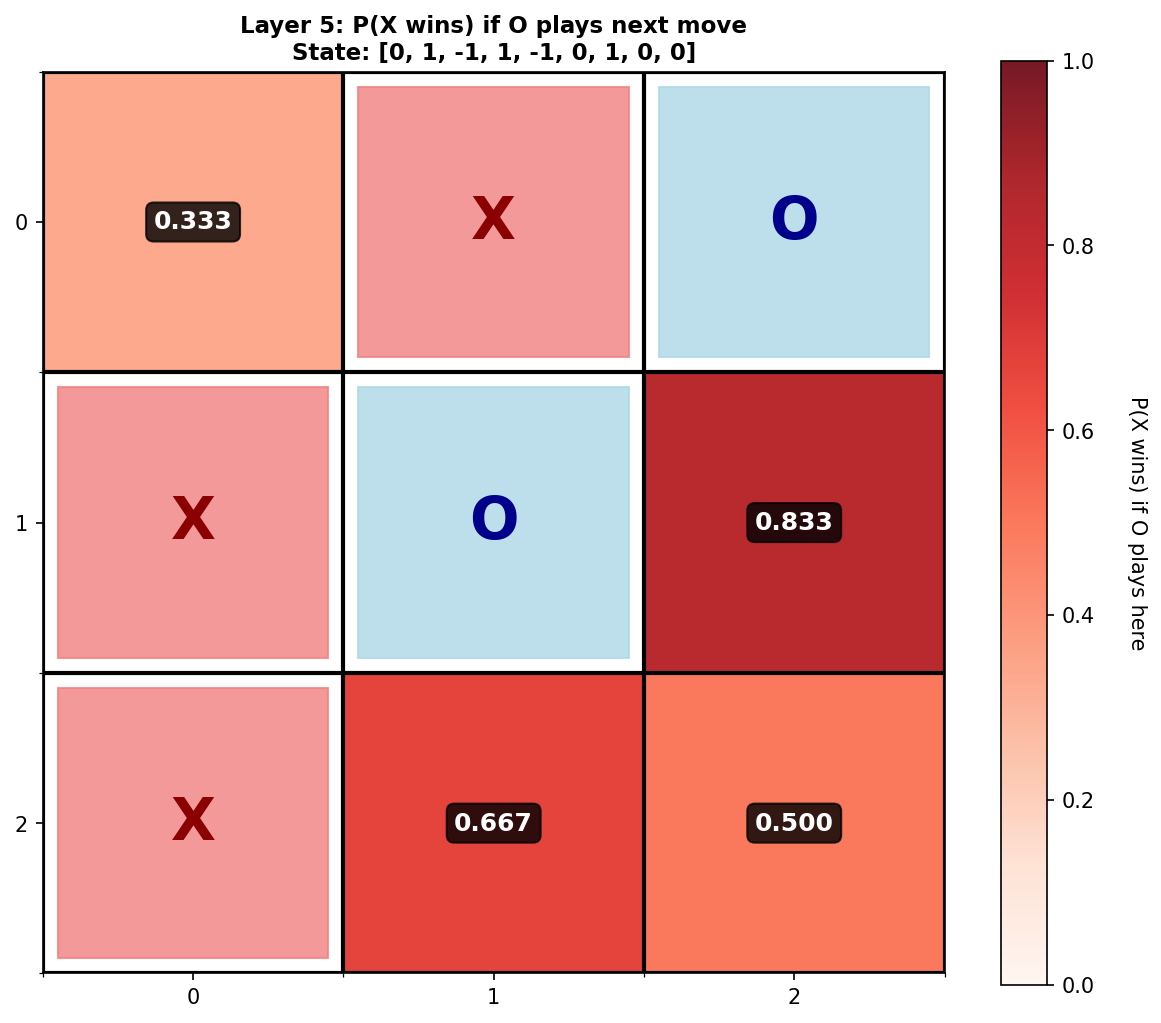 Layer 5: P(X wins) if O plays next move
State: [0, 1, -1, 1, -1, 0, 1, 0, 0]
0
0.333
X
O
1
X
O
0.833
2
X
0.667
0.500
0
1
2
1.0
0.8
0.6
0.4
0.2
0.0
P(X wins) if O plays here